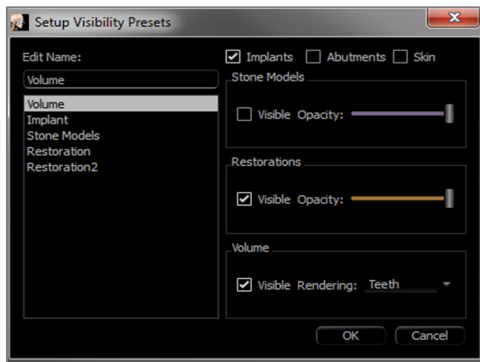 Setup Visibility Presets
Edit Name:
Volume
Volume
Implant
Stone Models
Restoration
Restoration2
Implants Abutments Skin
Stone Models
Visible Opacity:
Restorations
Visible Opacity:
Volume
Visible Rendering: Teeth
OK Cancel